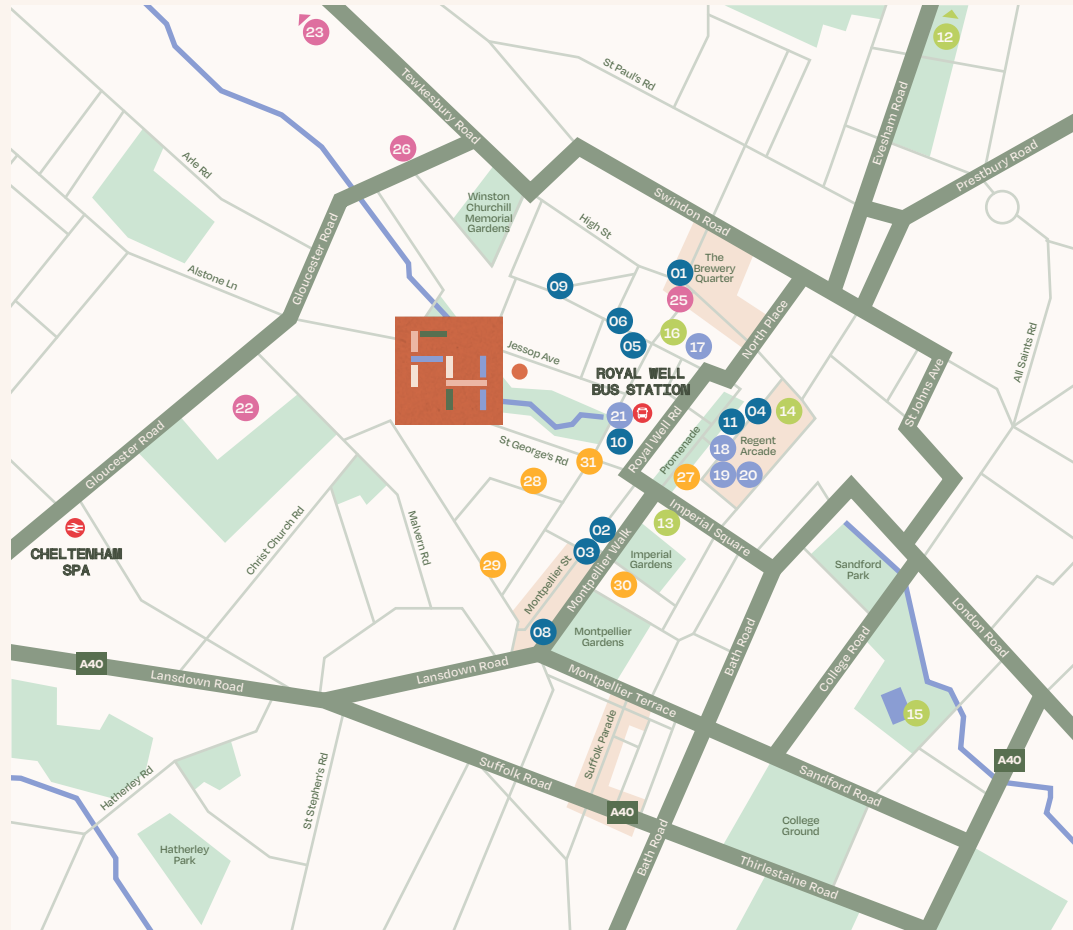 23
12
St Paul's Rd
Tewkesbury Road
Evesham Road
26
Prestbury Road
Arle Rd
Winston
Churchill
Memorial
Gardens
Swindon Road
High St
Gloucester Road
Alstone Ln
The
Brewery
Quarter
01
09
25
06
16
05
17
North Place
Jessop Ave
All Saints Rd
ROYAL WELL
BUS STATION
St Johns Ave
22
21
11
04
14
10
Royal Well Rd
Promenade
18
Regent
Arcade
Gloucester Road
St George's Rd
31
28
27
19
20
CHELTENHAM
SPA
Christ Church Rd
Malvern Rd
02
13
Imperial Square
03
Imperial
Gardens
Sandford
Park
29
Montpellier St
Montpellier Walk
30
08
Montpellier
Gardens
London Road
Bath Road
College Road
A40
Lansdown Road
Lansdown Road
Montpellier Terrace
15
Suffolk Parade
A40
Hatherley Rd
St Stephen's Rd
Suffolk Road
Sandford Road
A40
Hatherley
Park
Bath Road
College
Ground
Thirlestaine Road